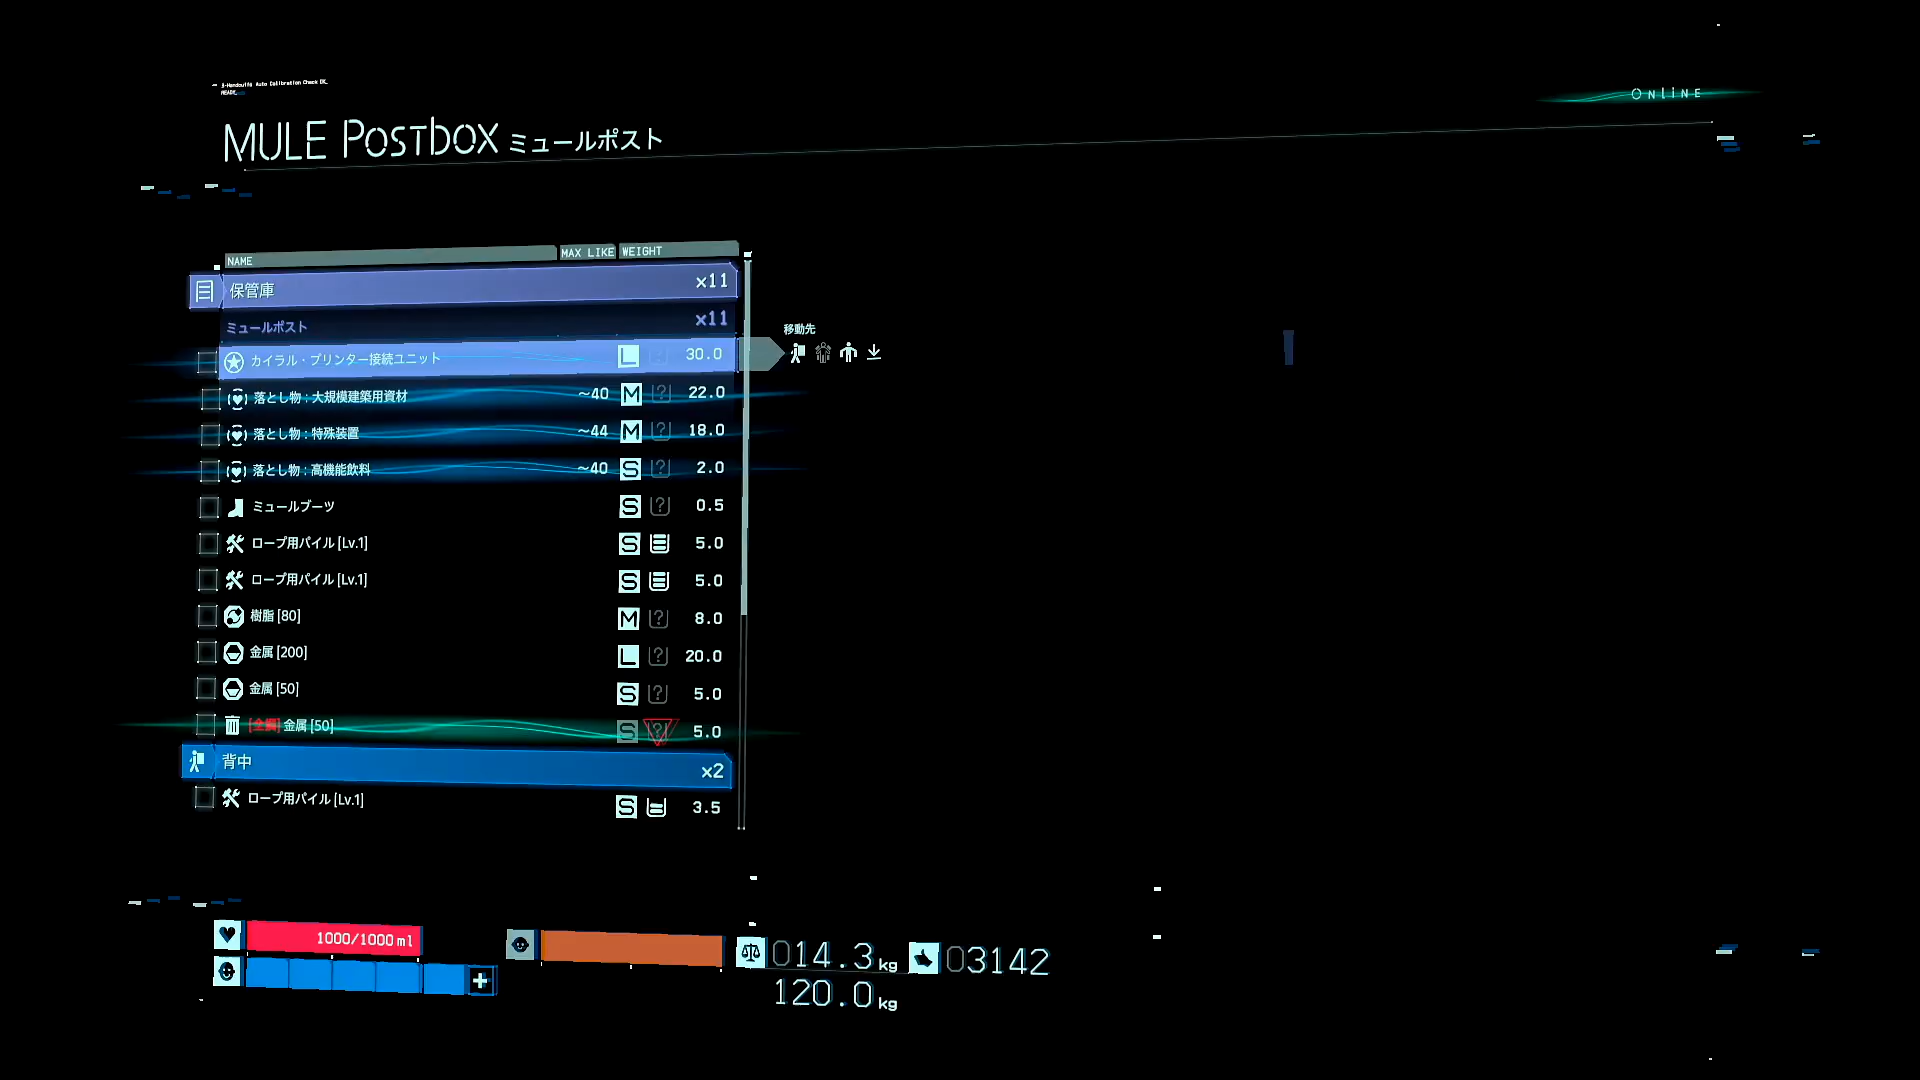 B-Handcuffs Auto Calibration Check OK_
READY_
ONLINE
MULE POSTBOX ミュールポスト
NAME MAX LIKE WEIGHT
保管庫 x11
ミュールポスト x11
移動先
カイラル・プリンター接続ユニット L 30.0
落とし物：大規模建築用資材 ~40 M ? 22.0
落とし物：特殊装置 ~44 M ? 18.0
落とし物：高機能飲料 ~40 S ? 2.0
ミュールブーツ S ? 0.5
ロープ用パイル [Lv.1] S 5.0
ロープ用パイル [Lv.1] S 5.0
樹脂 [80] M ? 8.0
金属 [200] L ? 20.0
金属 [50] S ? 5.0
[全損] 金属 [50] S ? 5.0
背中 x2
ロープ用パイル [Lv.1] S 3.5
1000/1000 ml
014.3 kg
03142
120.0 kg